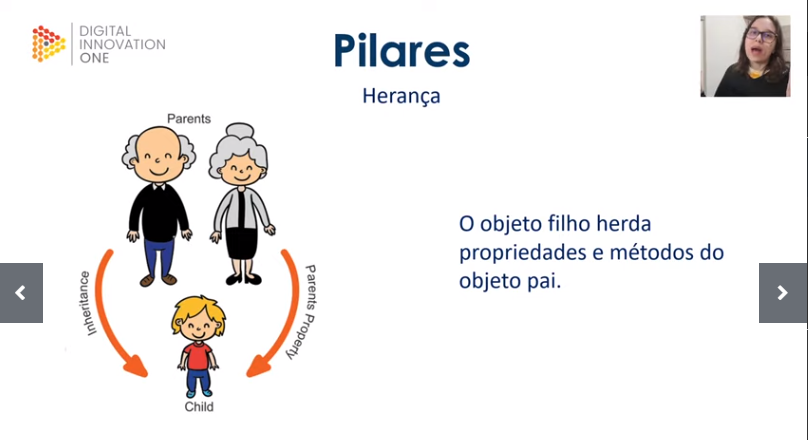 DIGITAL
INNOVATION
ONE
Pilares
Herança
Parents
Inheritance
Parents Property
Child
O objeto filho herda
propriedades e métodos do
objeto pai.